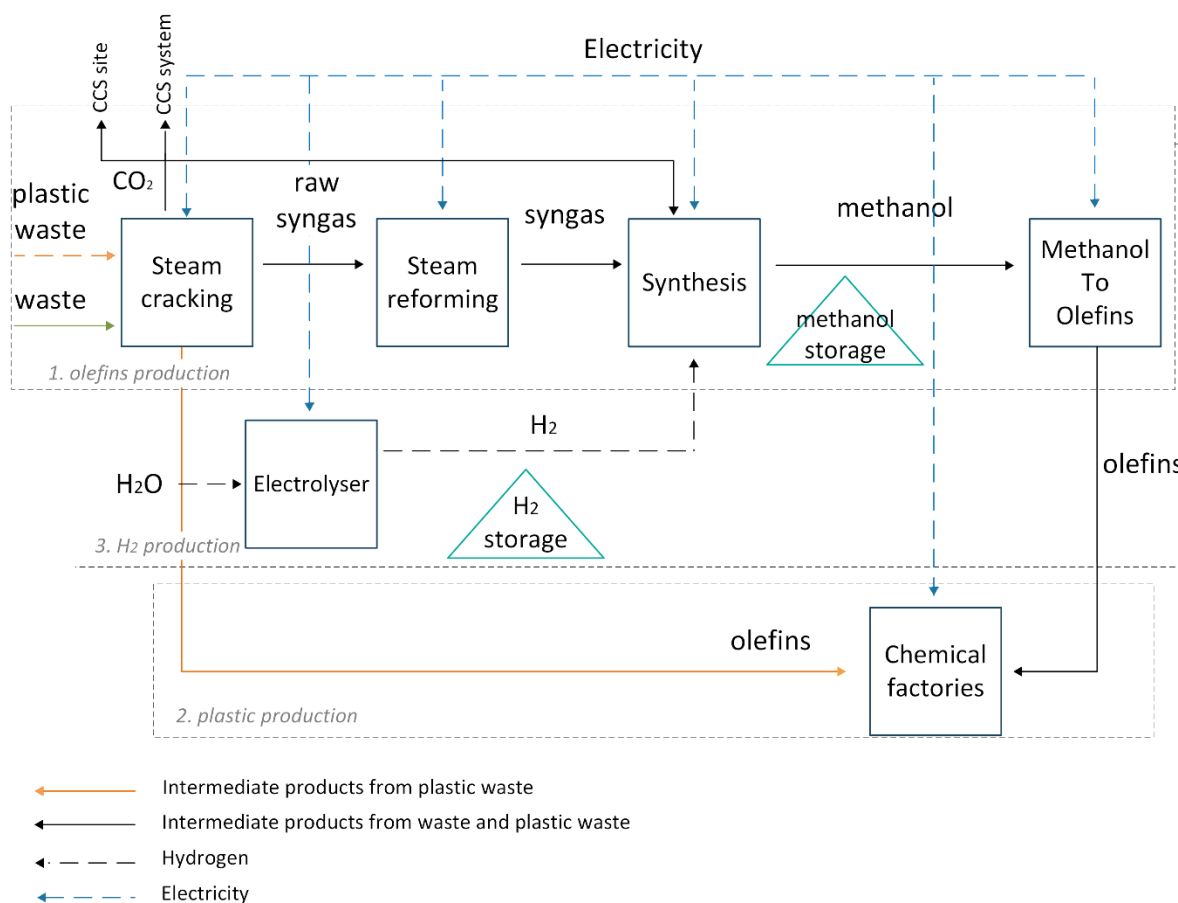 Electricity
CCS site
CCS system
CO2
plastic
waste
waste
raw
syngas
syngas
methanol
Steam
cracking
Steam
reforming
Synthesis
methanol
storage
Methanol
To
Olefins
1. olefins production
H2O
Electrolyser
H2
H2
storage
olefins
3. H2 production
olefins
Chemical
factories
2. plastic production
Intermediate products from plastic waste
Intermediate products from waste and plastic waste
Hydrogen
Electricity